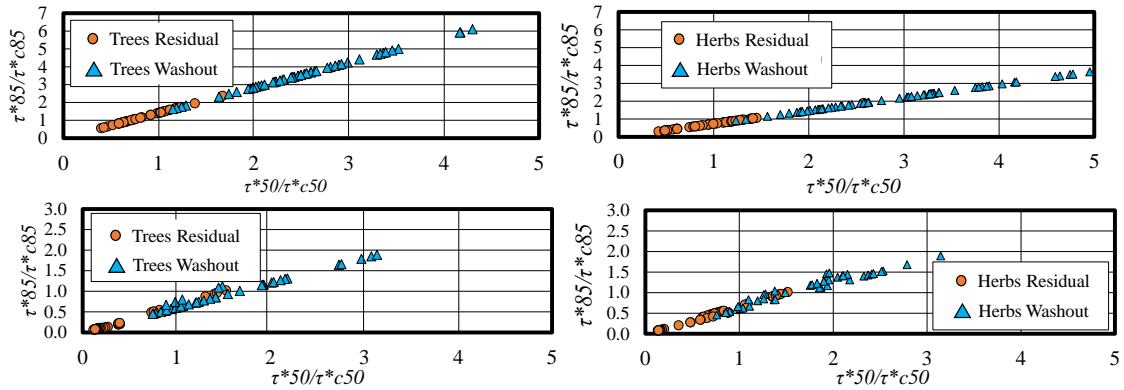 τ*85/τ*c85
7
6
5
4
3
2
1
0
Trees Residual
Trees Washout
0 1 2 3 4 5
τ*50/τ*c50
τ*85/τ*c85
7
6
5
4
3
2
1
0
Herbs Residual
Herbs Washout
0 1 2 3 4 5
τ*50/τ*c50
τ*85/τ*c85
3.0
2.5
2.0
1.5
1.0
0.5
0.0
Trees Residual
Trees Washout
0 1 2 3 4 5
τ*50/τ*c50
τ*85/τ*c85
3.0
2.5
2.0
1.5
1.0
0.5
0.0
Herbs Residual
Herbs Washout
0 1 2 3 4 5
τ*50/τ*c50